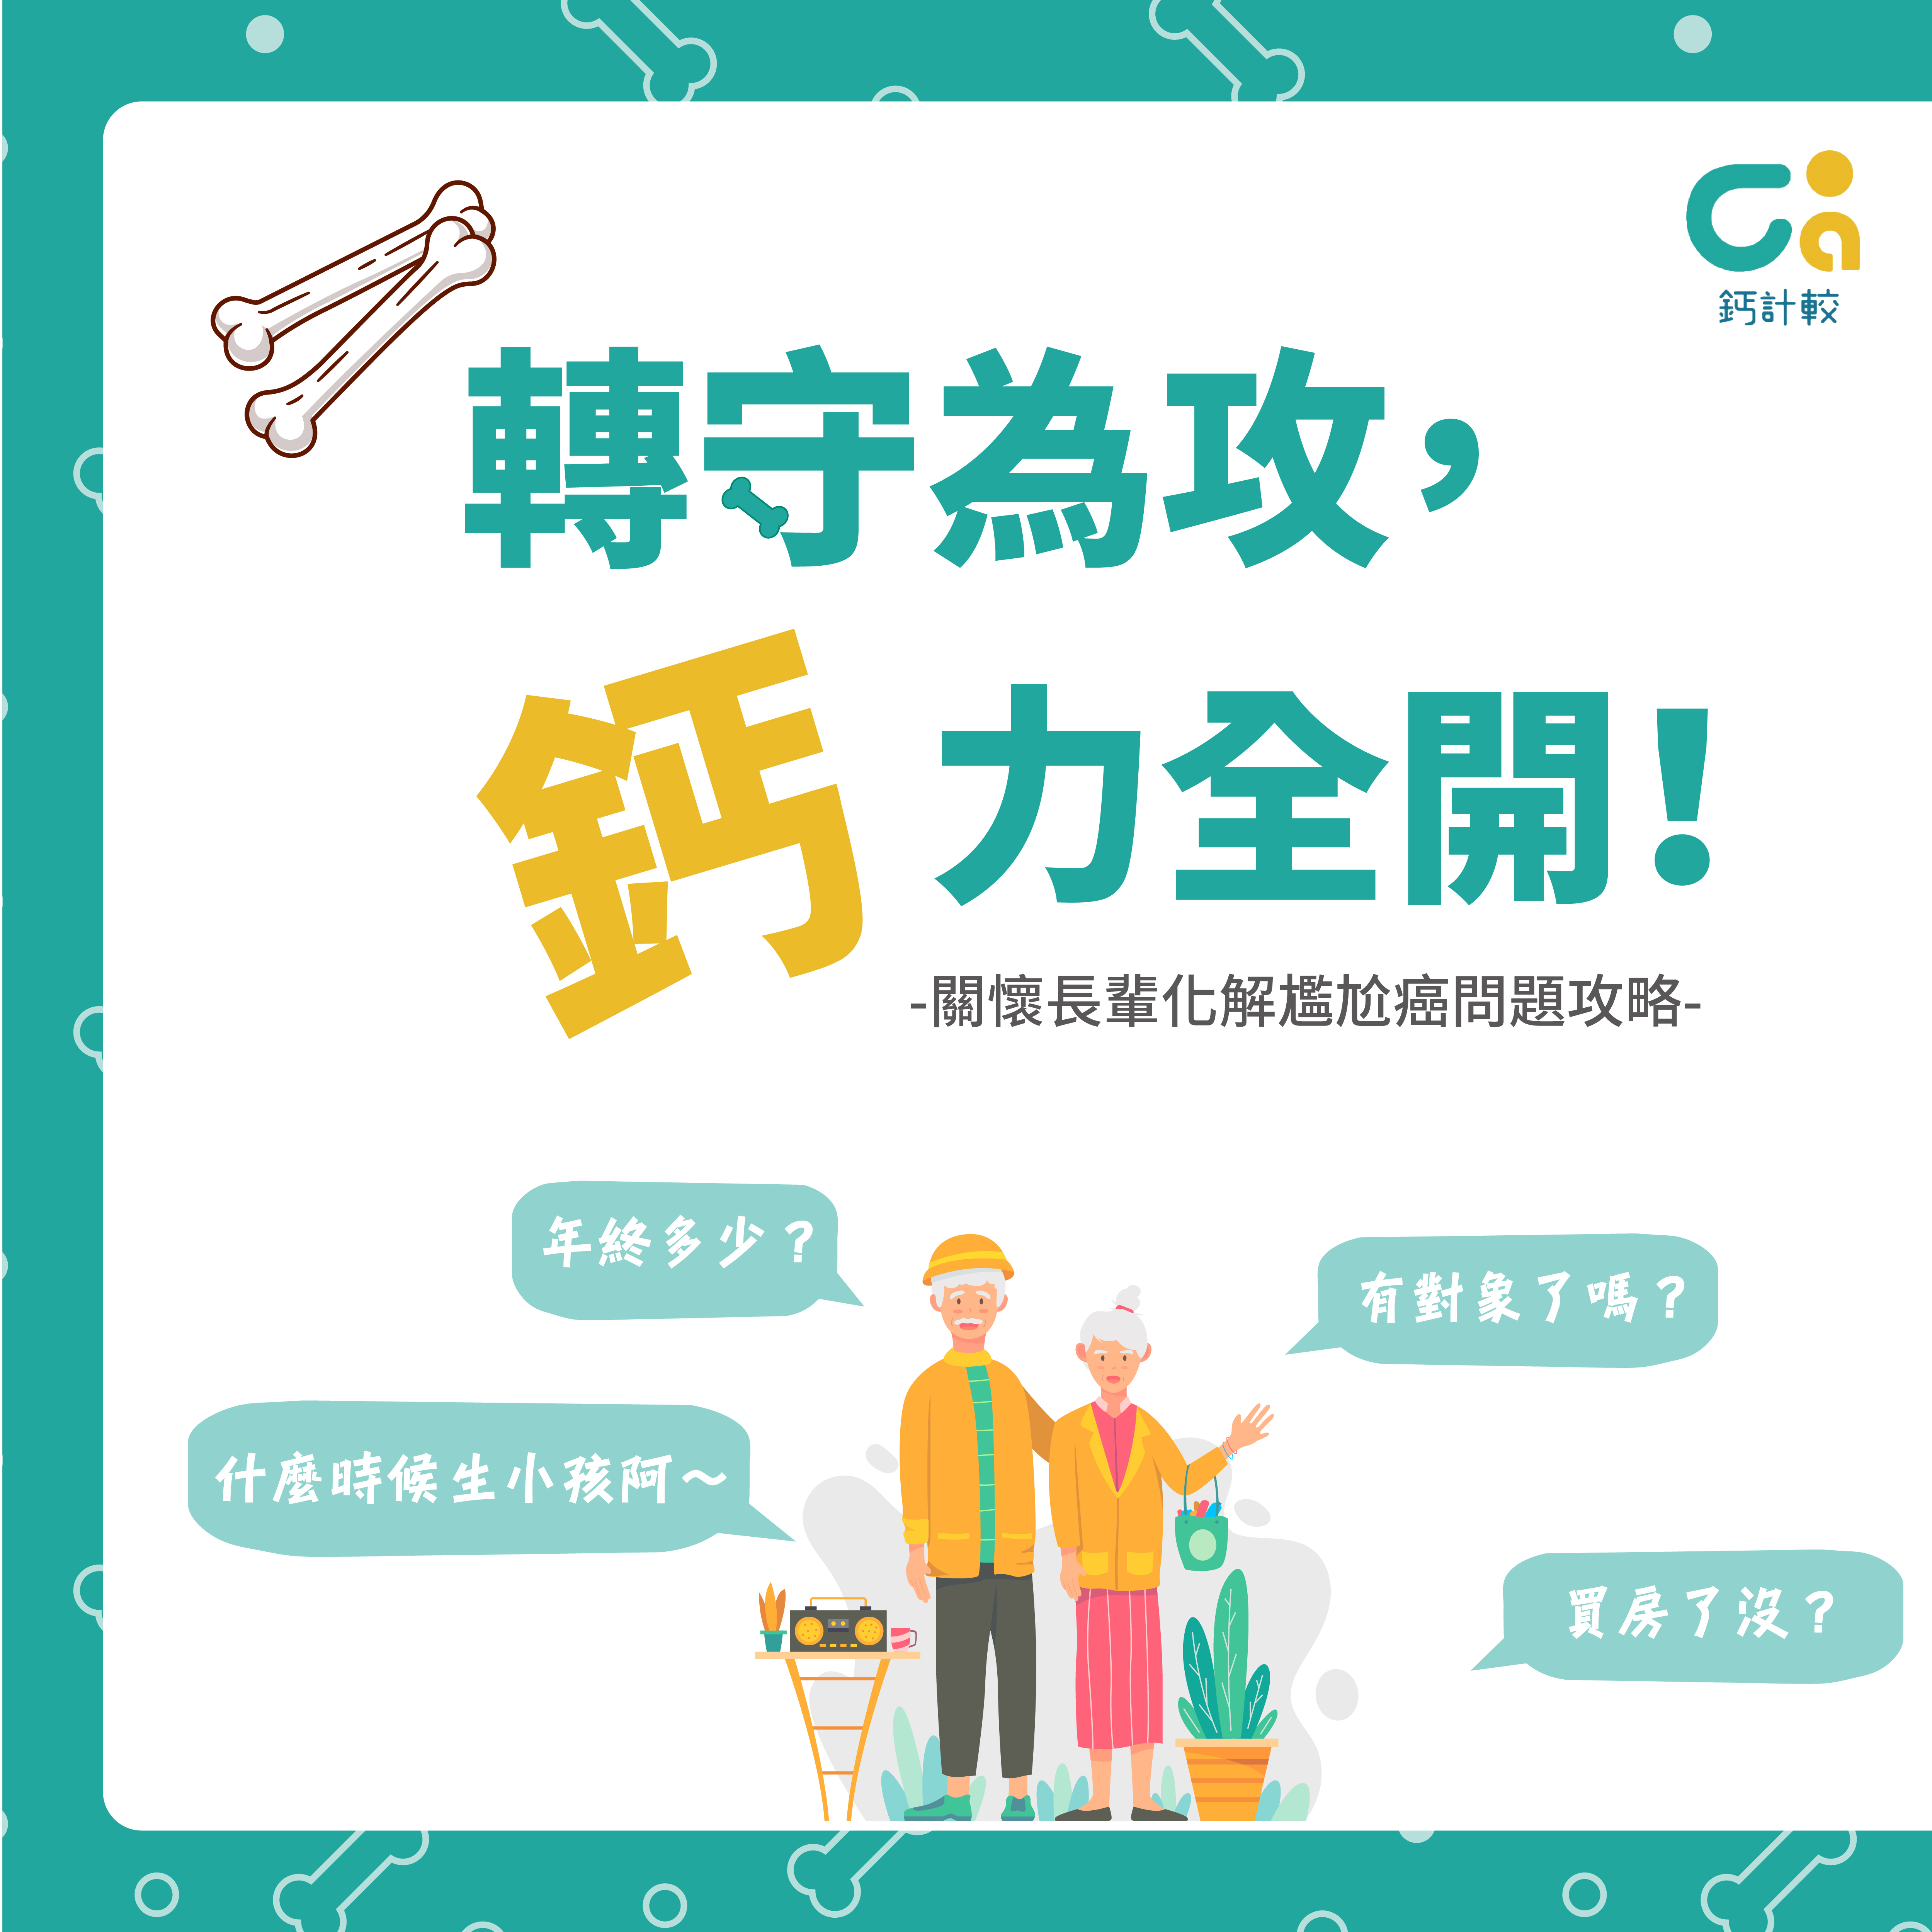 Ca
鈣計較
轉守為攻，
鈣力全開！
-關懷長輩化解尷尬癌問題攻略-
年終多少？
有對象了嗎？
什麼時候生小孩阿～
買房了沒？